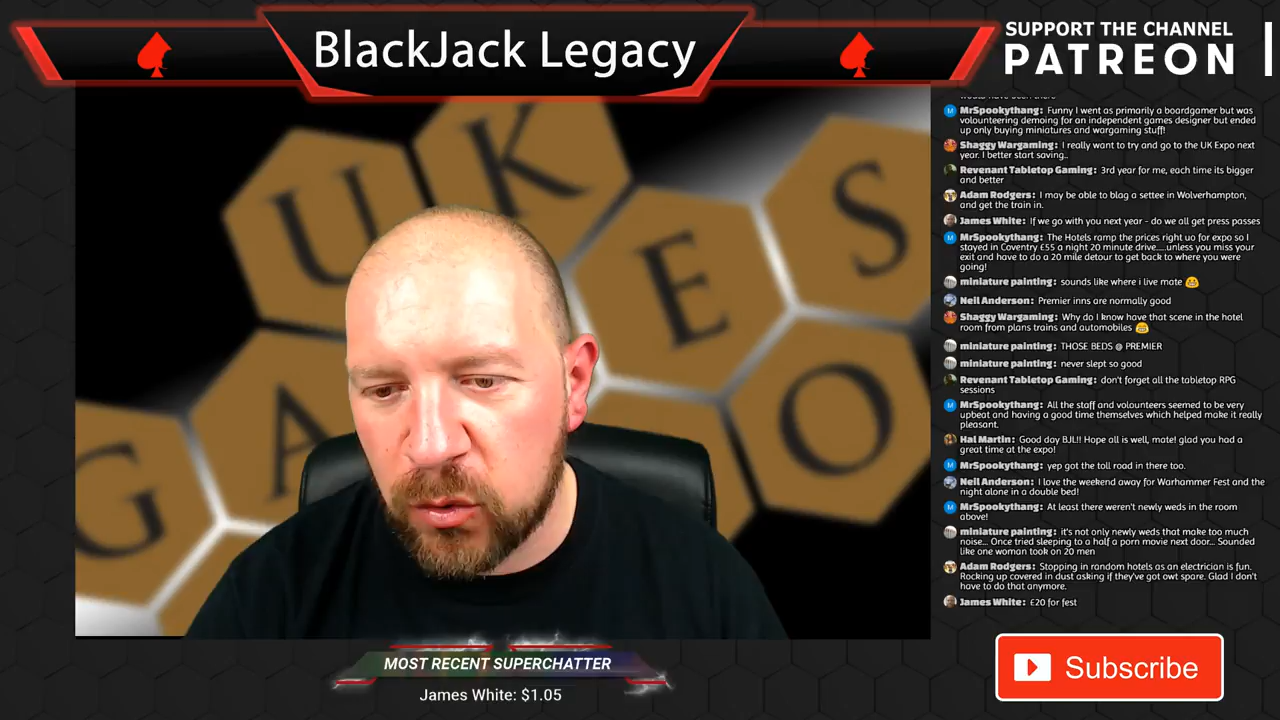 BlackJack Legacy
SUPPORT THE CHANNEL
PATREON
U K
E S
G A O
would have been there
MrSpookythang: Funny I went as primarily a boardgamer but was
volounteering demoing for an independent games designer but ended
up only buying miniatures and wargaming stuff!
Shaggy Wargaming: I really want to try and go to the UK Expo next
year. I better start saving..
Revenant Tabletop Gaming: 3rd year for me, each time its bigger
and better
Adam Rodgers: I may be able to blag a settee in Wolverhampton,
and get the train in.
James White: If we go with you next year - do we all get press passes
MrSpookythang: The Hotels ramp the prices right uo for expo so I
stayed in Coventry £55 a night 20 minute drive.....unless you miss your
exit and have to do a 20 mile detour to get back to where you were
going!
miniature painting: sounds like where i live mate
Neil Anderson: Premier inns are normally good
Shaggy Wargaming: Why do I know have that scene in the hotel
room from plans trains and automobiles
miniature painting: THOSE BEDS @ PREMIER
miniature painting: never slept so good
Revenant Tabletop Gaming: don't forget all the tabletop RPG
sessions
MrSpookythang: All the staff and volounteers seemed to be very
upbeat and having a good time themselves which helped make it really
pleasant.
Hal Martin: Good day BJL!! Hope all is well, mate! glad you had a
great time at the expo!
MrSpookythang: yep got the toll road in there too.
Neil Anderson: I love the weekend away for Warhammer Fest and the
night alone in a double bed!
MrSpookythang: At least there weren't newly weds in the room
above!
miniature painting: it's not only newly weds that make too much
noise... Once tried sleeping to a half a porn movie next door... Sounded
like one woman took on 20 men
Adam Rodgers: Stopping in random hotels as an electrician is fun.
Rocking up covered in dust asking if they've got owt spare. Glad I don't
have to do that anymore.
James White: £20 for fest
Subscribe
MOST RECENT SUPERCHATTER
James White: $1.05